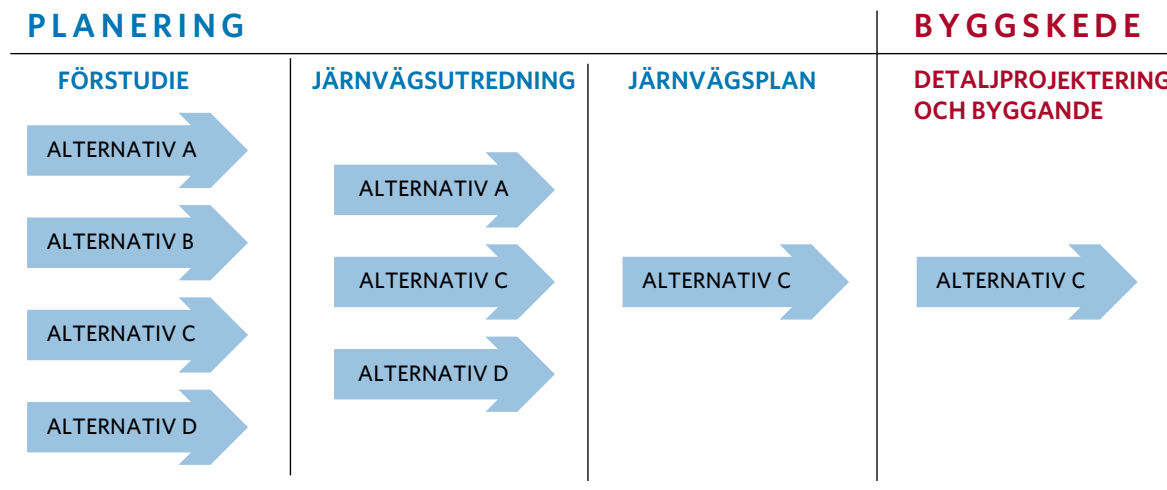 PLANERING
FÖRSTUDIE
ALTERNATIV A
ALTERNATIV B
ALTERNATIV C
ALTERNATIV D
JÄRNVÄGSUTREDNING
ALTERNATIV A
ALTERNATIV C
ALTERNATIV D
JÄRNVÄGSPLAN
ALTERNATIV C
BYGGSKEDE
DETALJPROJEKTERING
OCH BYGGANDE
ALTERNATIV C